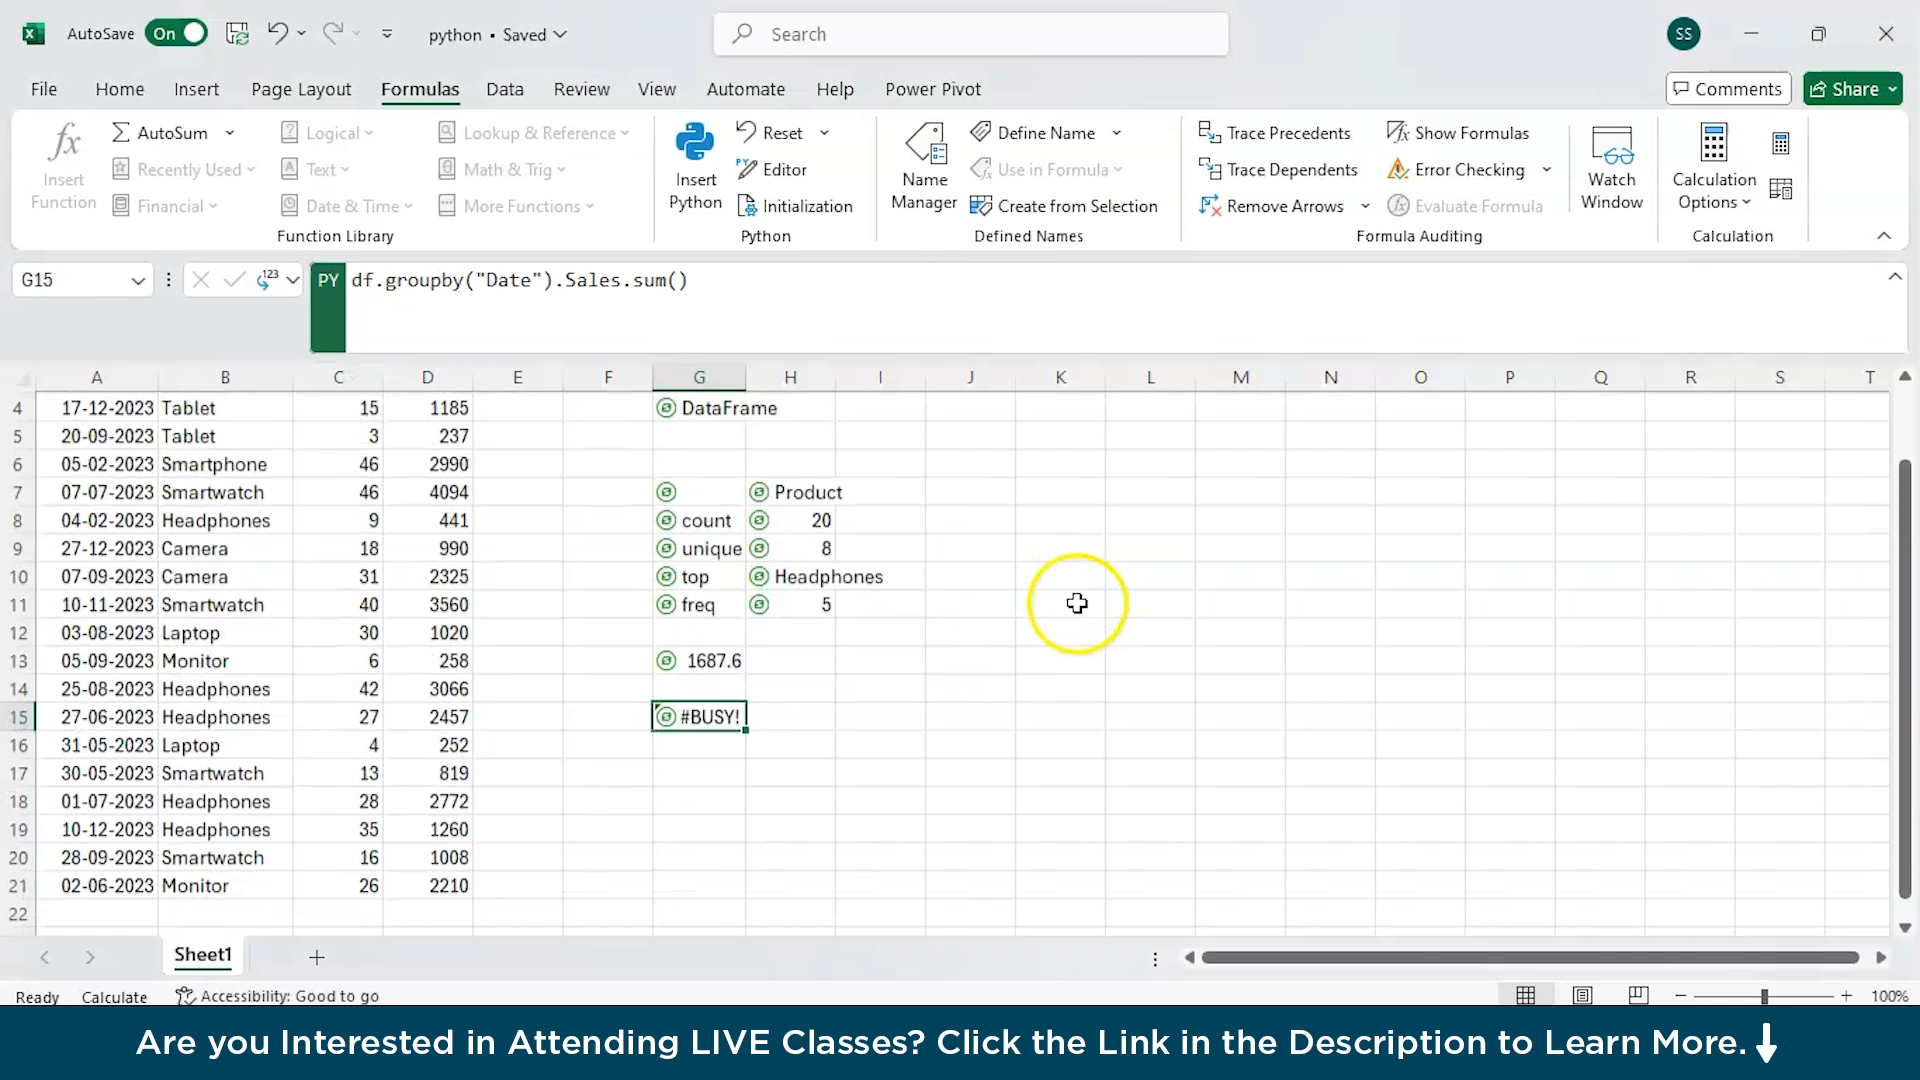 AutoSave On python • Saved Search SS
File Home Insert Page Layout Formulas Data Review View Automate Help Power Pivot Comments Share
fx Insert Function
AutoSum Logical Lookup & Reference
Recently Used Text Math & Trig
Financial Date & Time More Functions
Function Library
Insert Python
Reset
Editor
Initialization
Python
Name Manager
Define Name
Use in Formula
Create from Selection
Defined Names
Trace Precedents Show Formulas
Trace Dependents Error Checking
Remove Arrows Evaluate Formula
Formula Auditing
Watch Window
Calculation Options
Calculation
G15 123 PY df.groupby("Date").Sales.sum()
A B C D E F G H I J K L M N O P Q R S T
4 17-12-2023 Tablet 15 1185 DataFrame
5 20-09-2023 Tablet 3 237
6 05-02-2023 Smartphone 46 2990
7 07-07-2023 Smartwatch 46 4094 Product
8 04-02-2023 Headphones 9 441 count 20
9 27-12-2023 Camera 18 990 unique 8
10 07-09-2023 Camera 31 2325 top Headphones
11 10-11-2023 Smartwatch 40 3560 freq 5
12 03-08-2023 Laptop 30 1020
13 05-09-2023 Monitor 6 258 1687.6
14 25-08-2023 Headphones 42 3066
15 27-06-2023 Headphones 27 2457 #BUSY!
16 31-05-2023 Laptop 4 252
17 30-05-2023 Smartwatch 13 819
18 01-07-2023 Headphones 28 2772
19 10-12-2023 Headphones 35 1260
20 28-09-2023 Smartwatch 16 1008
21 02-06-2023 Monitor 26 2210
22
Sheet1
Ready Calculate Accessibility: Good to go 100%
Are you Interested in Attending LIVE Classes? Click the Link in the Description to Learn More.